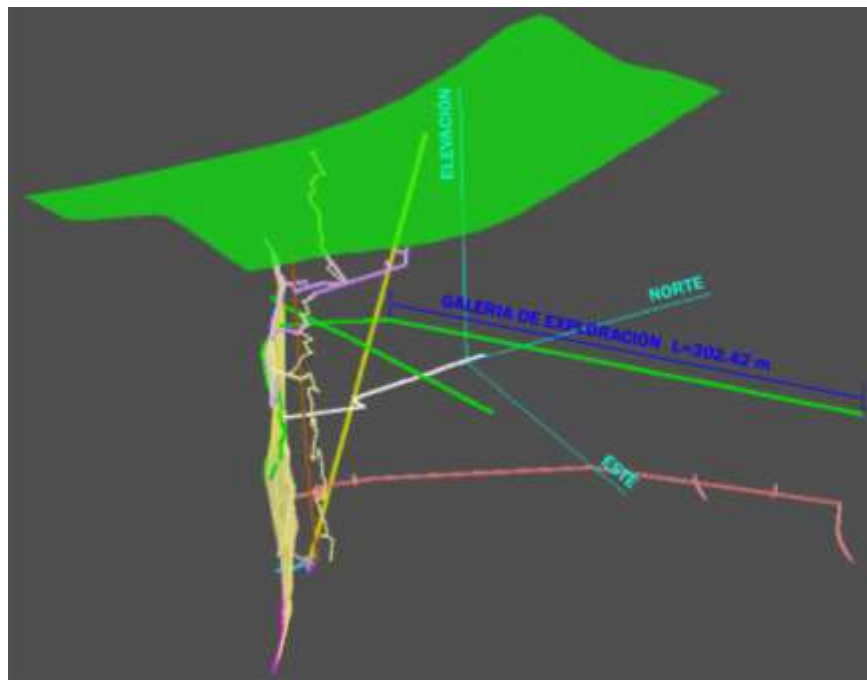 ELEVACIÓN
NORTE
GALERIA DE EXPLORACIÓN L=302.42 m
ESTE